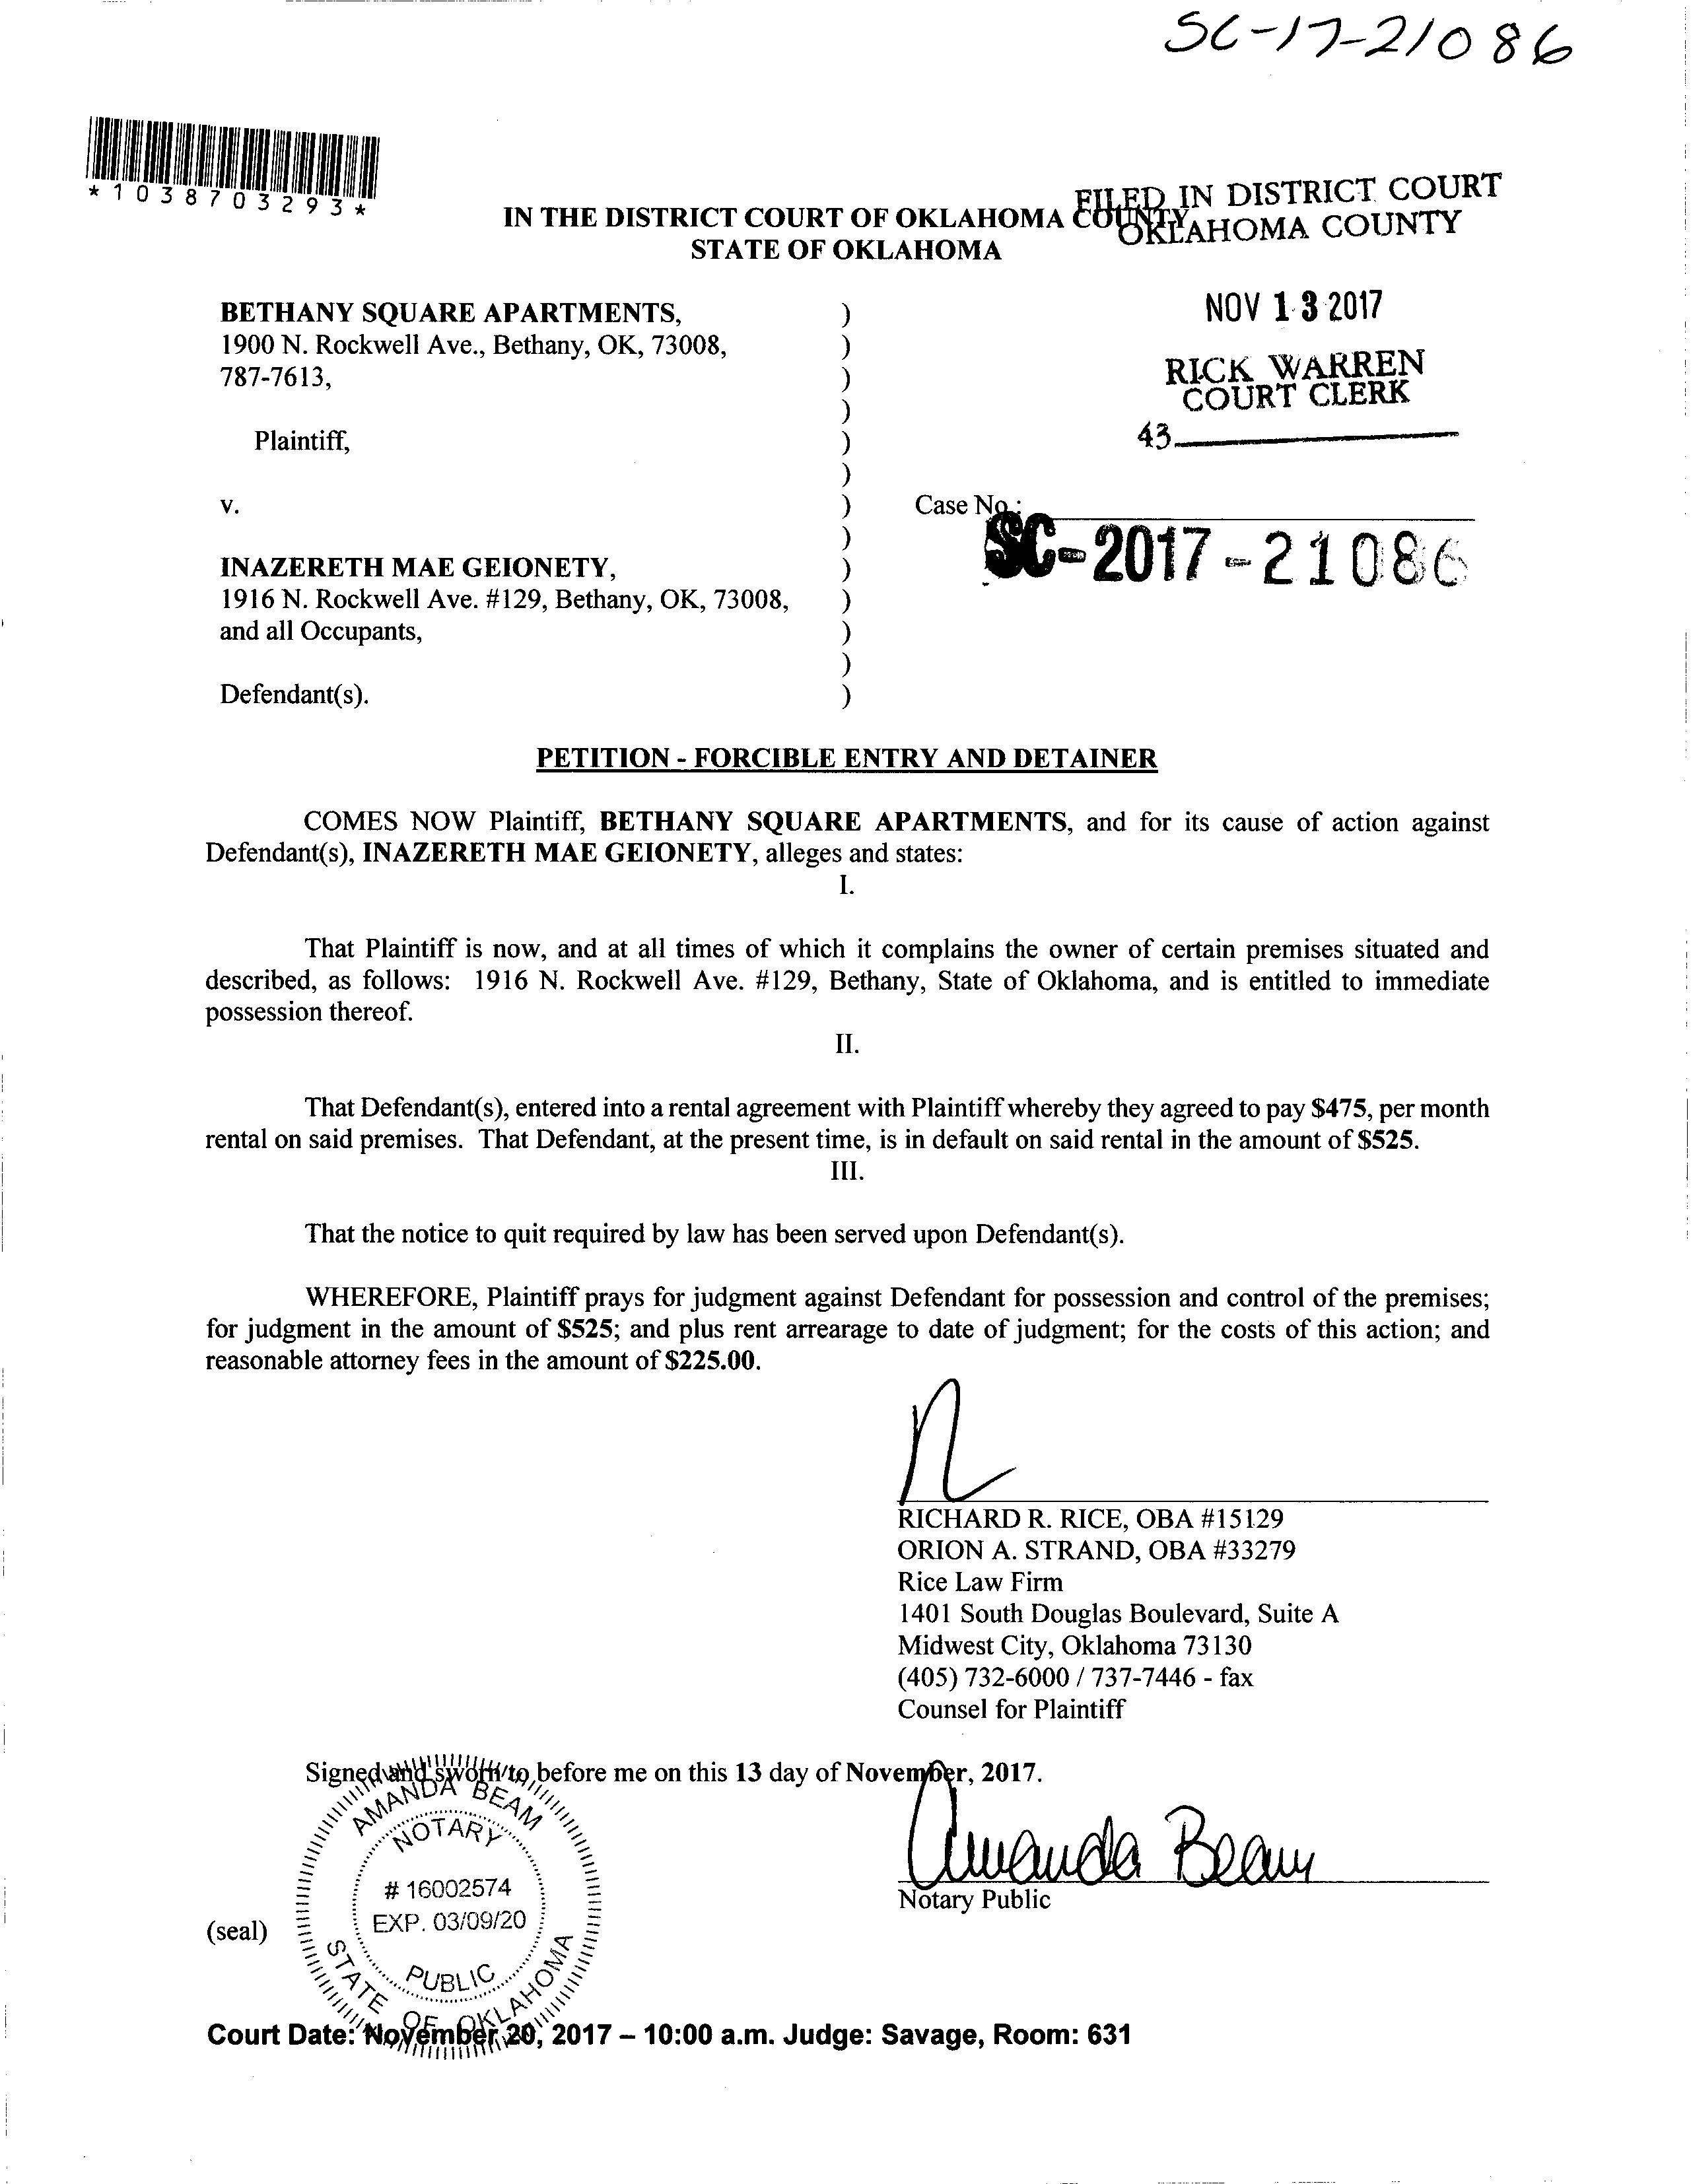 SC-17-21086
*1038703293*
FILED IN DISTRICT COURT
OKLAHOMA COUNTY
IN THE DISTRICT COURT OF OKLAHOMA COUNTY
STATE OF OKLAHOMA
NOV 13 2017
RICK WARREN
COURT CLERK
43
BETHANY SQUARE APARTMENTS, )
1900 N. Rockwell Ave., Bethany, OK, 73008, )
787-7613, )
)
Plaintiff, )
)
v. ) Case No.:
) SC-2017-21086
INAZERETH MAE GEIONETY, )
1916 N. Rockwell Ave. #129, Bethany, OK, 73008, )
and all Occupants, )
)
Defendant(s). )
PETITION - FORCIBLE ENTRY AND DETAINER
COMES NOW Plaintiff, BETHANY SQUARE APARTMENTS, and for its cause of action against
Defendant(s), INAZERETH MAE GEIONETY, alleges and states:
I.
That Plaintiff is now, and at all times of which it complains the owner of certain premises situated and
described, as follows: 1916 N. Rockwell Ave. #129, Bethany, State of Oklahoma, and is entitled to immediate
possession thereof.
II.
That Defendant(s), entered into a rental agreement with Plaintiff whereby they agreed to pay $475, per month
rental on said premises. That Defendant, at the present time, is in default on said rental in the amount of $525.
III.
That the notice to quit required by law has been served upon Defendant(s).
WHEREFORE, Plaintiff prays for judgment against Defendant for possession and control of the premises;
for judgment in the amount of $525; and plus rent arrearage to date of judgment; for the costs of this action; and
reasonable attorney fees in the amount of $225.00.
RICHARD R. RICE, OBA #15129
ORION A. STRAND, OBA #33279
Rice Law Firm
1401 South Douglas Boulevard, Suite A
Midwest City, Oklahoma 73130
(405) 732-6000 / 737-7446 - fax
Counsel for Plaintiff
Signed and sworn to before me on this 13 day of November, 2017.
Amanda Beam
Notary Public
(seal)
AMANDA BEAM
NOTARY
# 16002574
EXP. 03/09/20
PUBLIC
STATE OF OKLAHOMA
Court Date: November 20, 2017 – 10:00 a.m. Judge: Savage, Room: 631